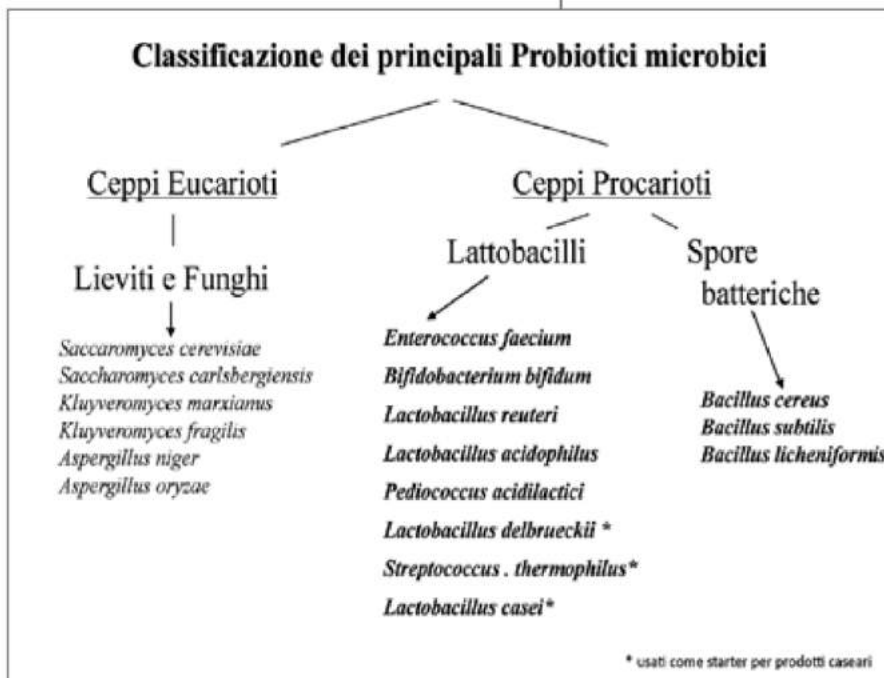 Classificazione dei principali Probiotici microbici
Ceppi Eucarioti
Lieviti e Funghi
Saccaromyces cerevisiae
Saccharomyces carlsbergiensis
Kluyveromyces marxianus
Kluyveromyces fragilis
Aspergillus niger
Aspergillus oryzae
Ceppi Procarioti
Lattobacilli
Enterococcus faecium
Bifidobacterium bifidum
Lactobacillus reuteri
Lactobacillus acidophilus
Pediococcus acidilactici
Lactobacillus delbrueckii *
Streptococcus . thermophilus*
Lactobacillus casei*
Spore
batteriche
Bacillus cereus
Bacillus subtilis
Bacillus licheniformis
* usati come starter per prodotti caseari